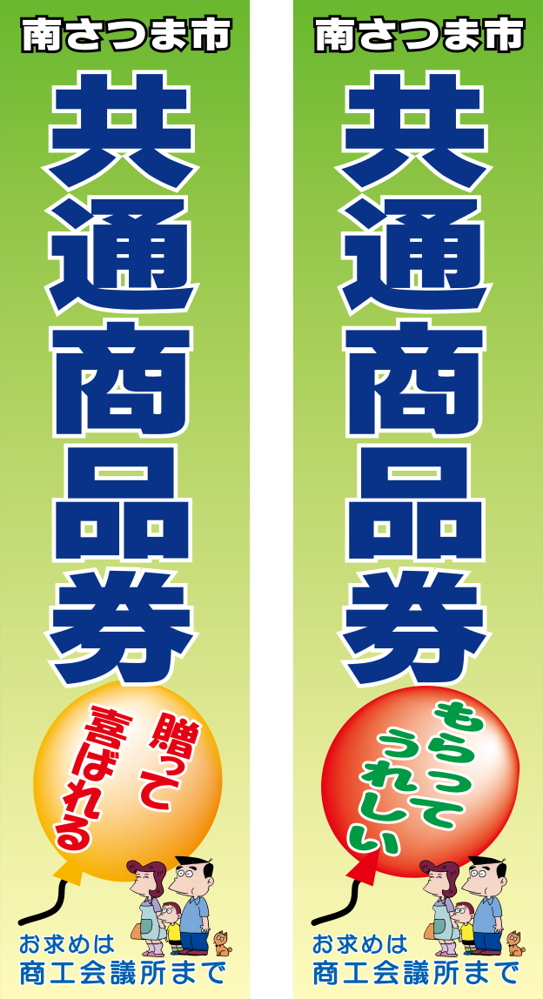 南さつま市
共通商品券
贈って
喜ばれる
お求めは
商工会議所まで
南さつま市
共通商品券
もらって
うれしい
お求めは
商工会議所まで